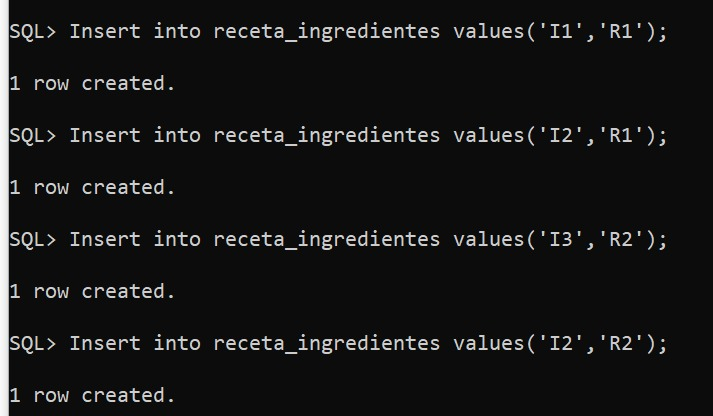 SQL> Insert into receta_ingredientes values('I1','R1');
1 row created.
SQL> Insert into receta_ingredientes values('I2','R1');
1 row created.
SQL> Insert into receta_ingredientes values('I3','R2');
1 row created.
SQL> Insert into receta_ingredientes values('I2','R2');
1 row created.